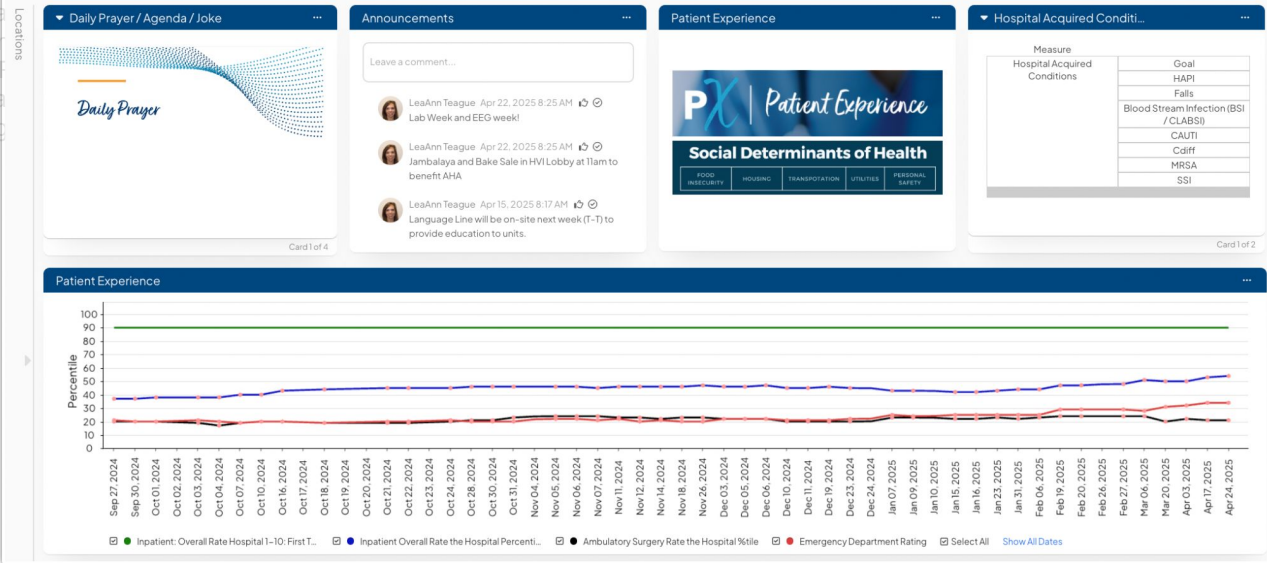 Locations
Daily Prayer / Agenda / Joke
Daily Prayer
Card 1 of 4
Announcements
Leave a comment...
LeaAnn Teague Apr 22, 2025 8:25 AM
Lab Week and EEG week!
LeaAnn Teague Apr 22, 2025 8:25 AM
Jambalaya and Bake Sale in HVI Lobby at 11am to
benefit AHA
LeaAnn Teague Apr 15, 2025 8:17 AM
Language Line will be on-site next week (T-T) to
provide education to units.
Patient Experience
PX | Patient Experience
Social Determinants of Health
FOOD
INSECURITY
HOUSING
TRANSPOTATION
UTILITIES
PERSONAL
SAFETY
Hospital Acquired Conditi...
Measure
Hospital Acquired
Conditions
Goal
HAPI
Falls
Blood Stream Infection (BSI
/ CLABSI)
CAUTI
Cdiff
MRSA
SSI
Card 1 of 2
Patient Experience
Percentile
100
90
80
70
60
50
40
30
20
10
0
Sep 27, 2024
Sep 30, 2024
Oct 01, 2024
Oct 02, 2024
Oct 03, 2024
Oct 04, 2024
Oct 07, 2024
Oct 10, 2024
Oct 16, 2024
Oct 17, 2024
Oct 18, 2024
Oct 19, 2024
Oct 20, 2024
Oct 21, 2024
Oct 22, 2024
Oct 23, 2024
Oct 24, 2024
Oct 28, 2024
Oct 30, 2024
Oct 31, 2024
Nov 04, 2024
Nov 05, 2024
Nov 06, 2024
Nov 07, 2024
Nov 11, 2024
Nov 12, 2024
Nov 14, 2024
Nov 18, 2024
Nov 26, 2024
Dec 03, 2024
Dec 05, 2024
Dec 06, 2024
Dec 10, 2024
Dec 11, 2024
Dec 19, 2024
Dec 23, 2024
Dec 24, 2024
Jan 07, 2025
Jan 09, 2025
Jan 10, 2025
Jan 15, 2025
Jan 16, 2025
Jan 23, 2025
Jan 31, 2025
Feb 06, 2025
Feb 19, 2025
Feb 20, 2025
Feb 26, 2025
Feb 27, 2025
Mar 06, 2025
Mar 20, 2025
Apr 03, 2025
Apr 17, 2025
Apr 24, 2025
Inpatient: Overall Rate Hospital 1-10: First T...
Inpatient Overall Rate the Hospital Percenti...
Ambulatory Surgery Rate the Hospital %tile
Emergency Department Rating
Select All
Show All Dates